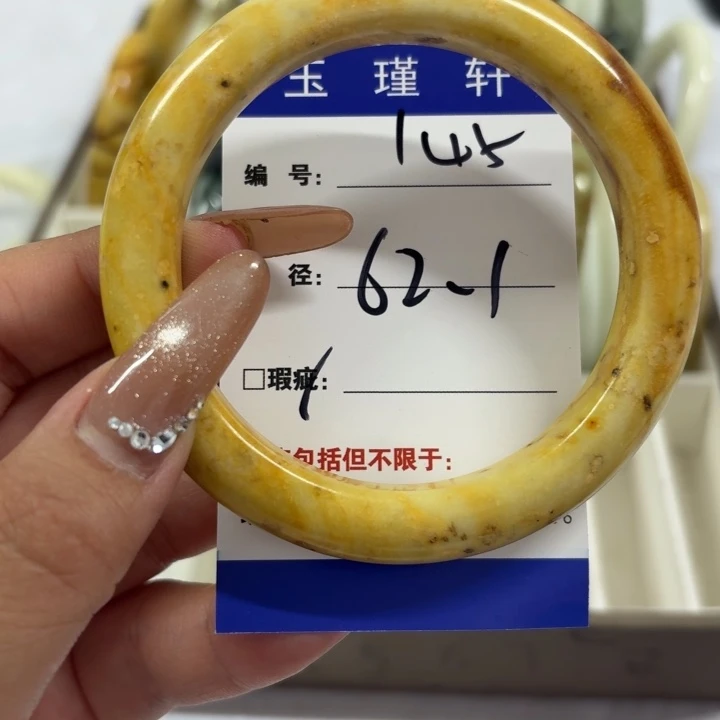 玉 瑾 轩
编 号: 145
径: 62-1
□瑕疵:
包括但不限于: